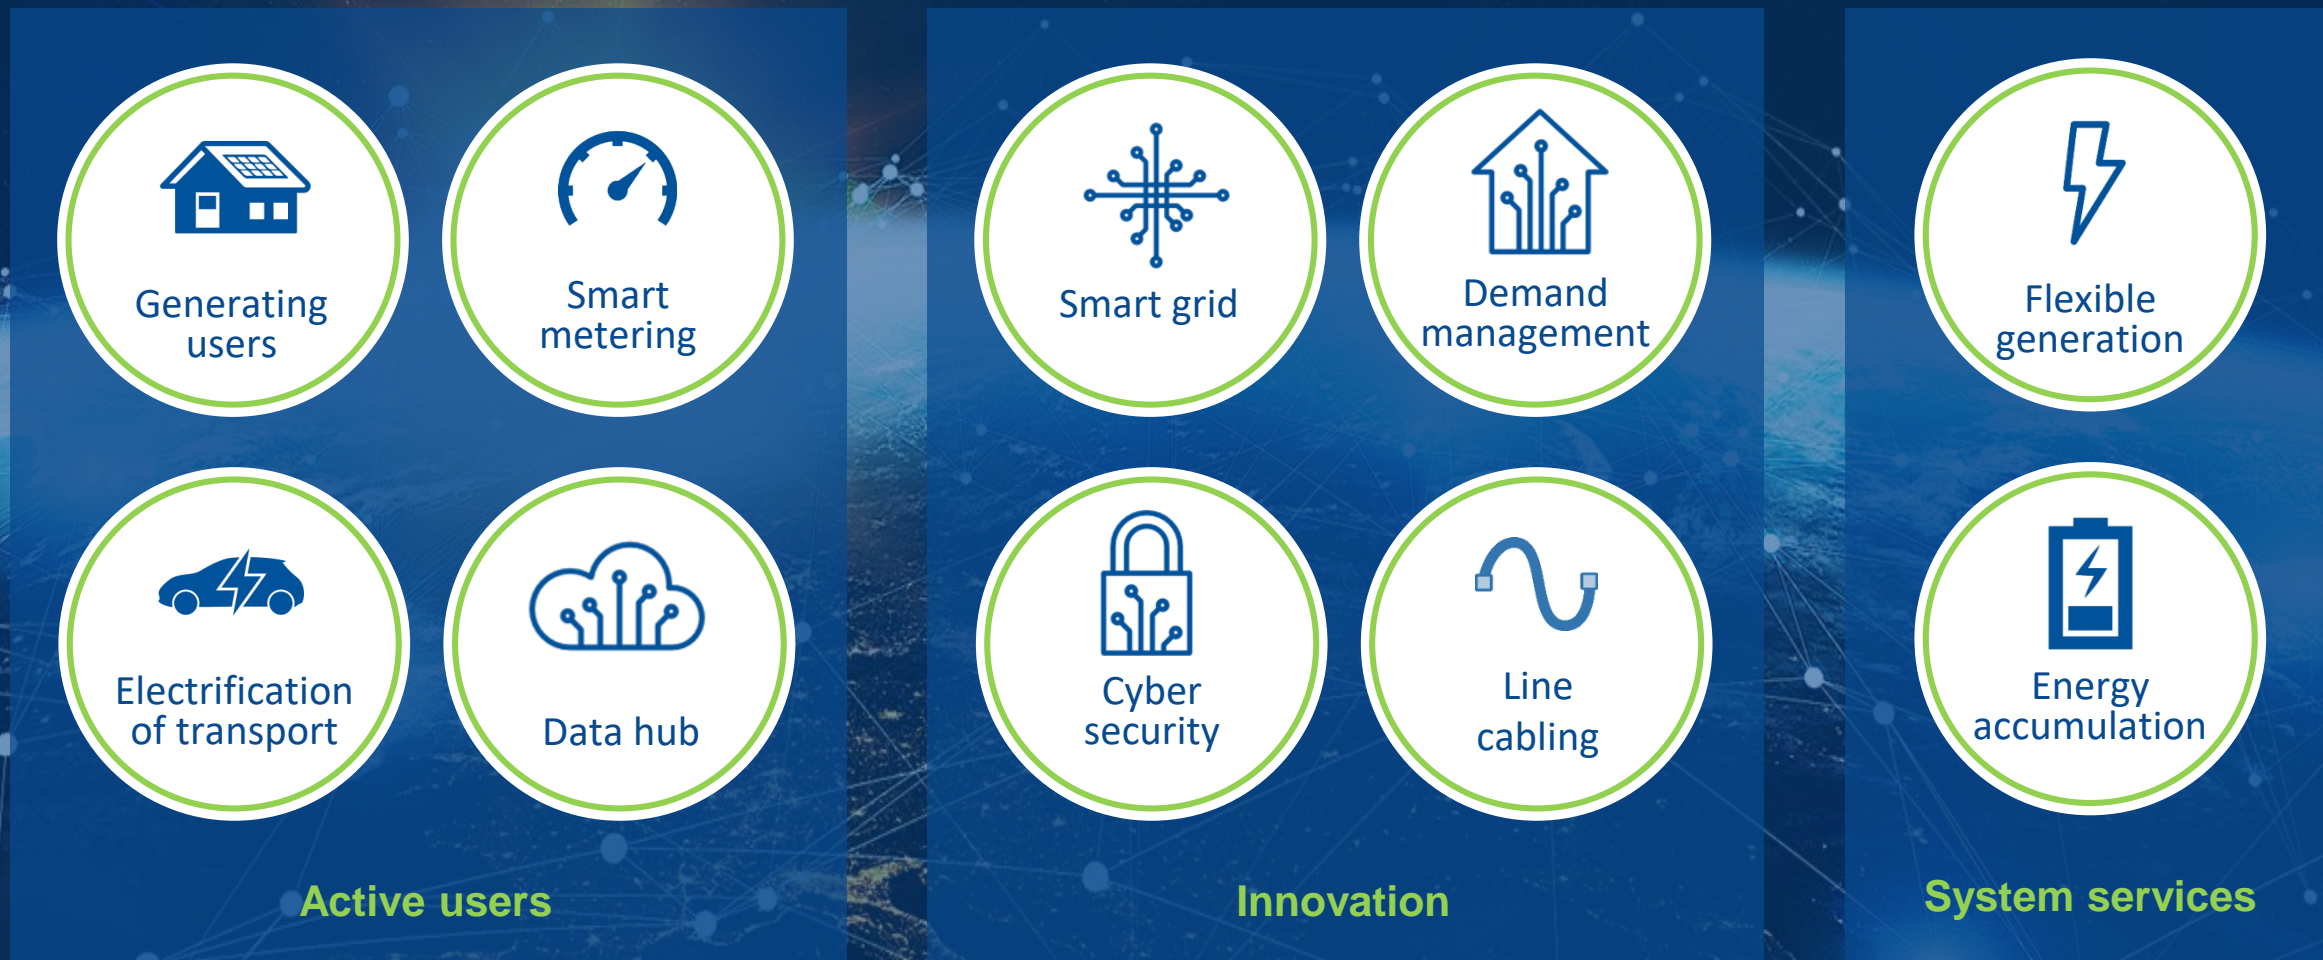 Generating
users
Smart
metering
Electrification
of transport
Data hub
Active users
Smart grid
Demand
management
Cyber
security
Line
cabling
Innovation
Flexible
generation
Energy
accumulation
System services